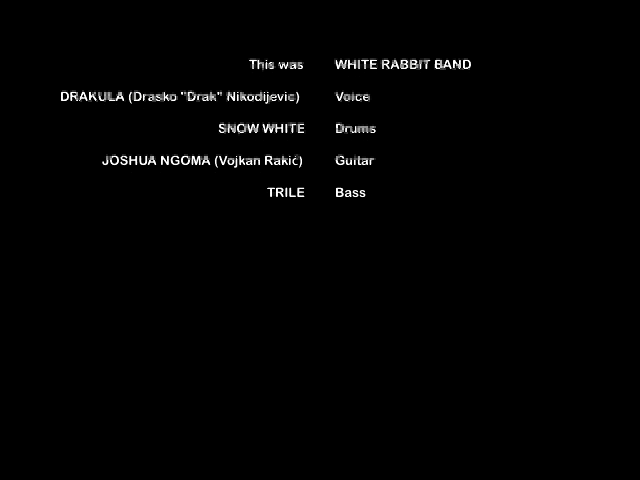 This was WHITE RABBIT BAND
DRAKULA (Drasko "Drak" Nikodijevic) Voice
SNOW WHITE Drums
JOSHUA NGOMA (Vojkan Rakić) Guitar
TRILE Bass